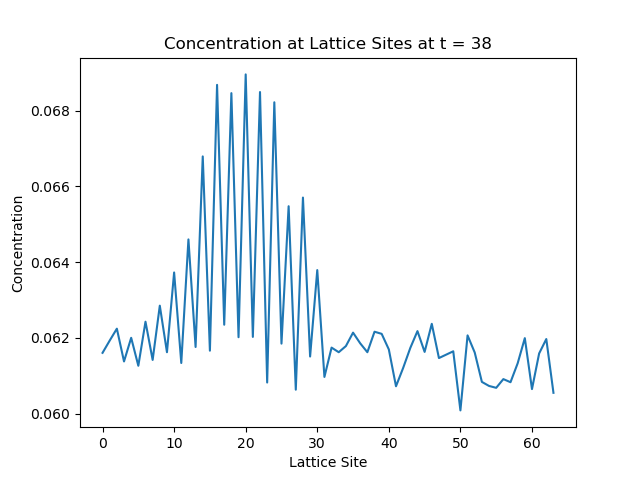 Concentration at Lattice Sites at t = 38
0.068
0.066
0.064
0.062
0.060
Concentration
0 10 20 30 40 50 60
Lattice Site